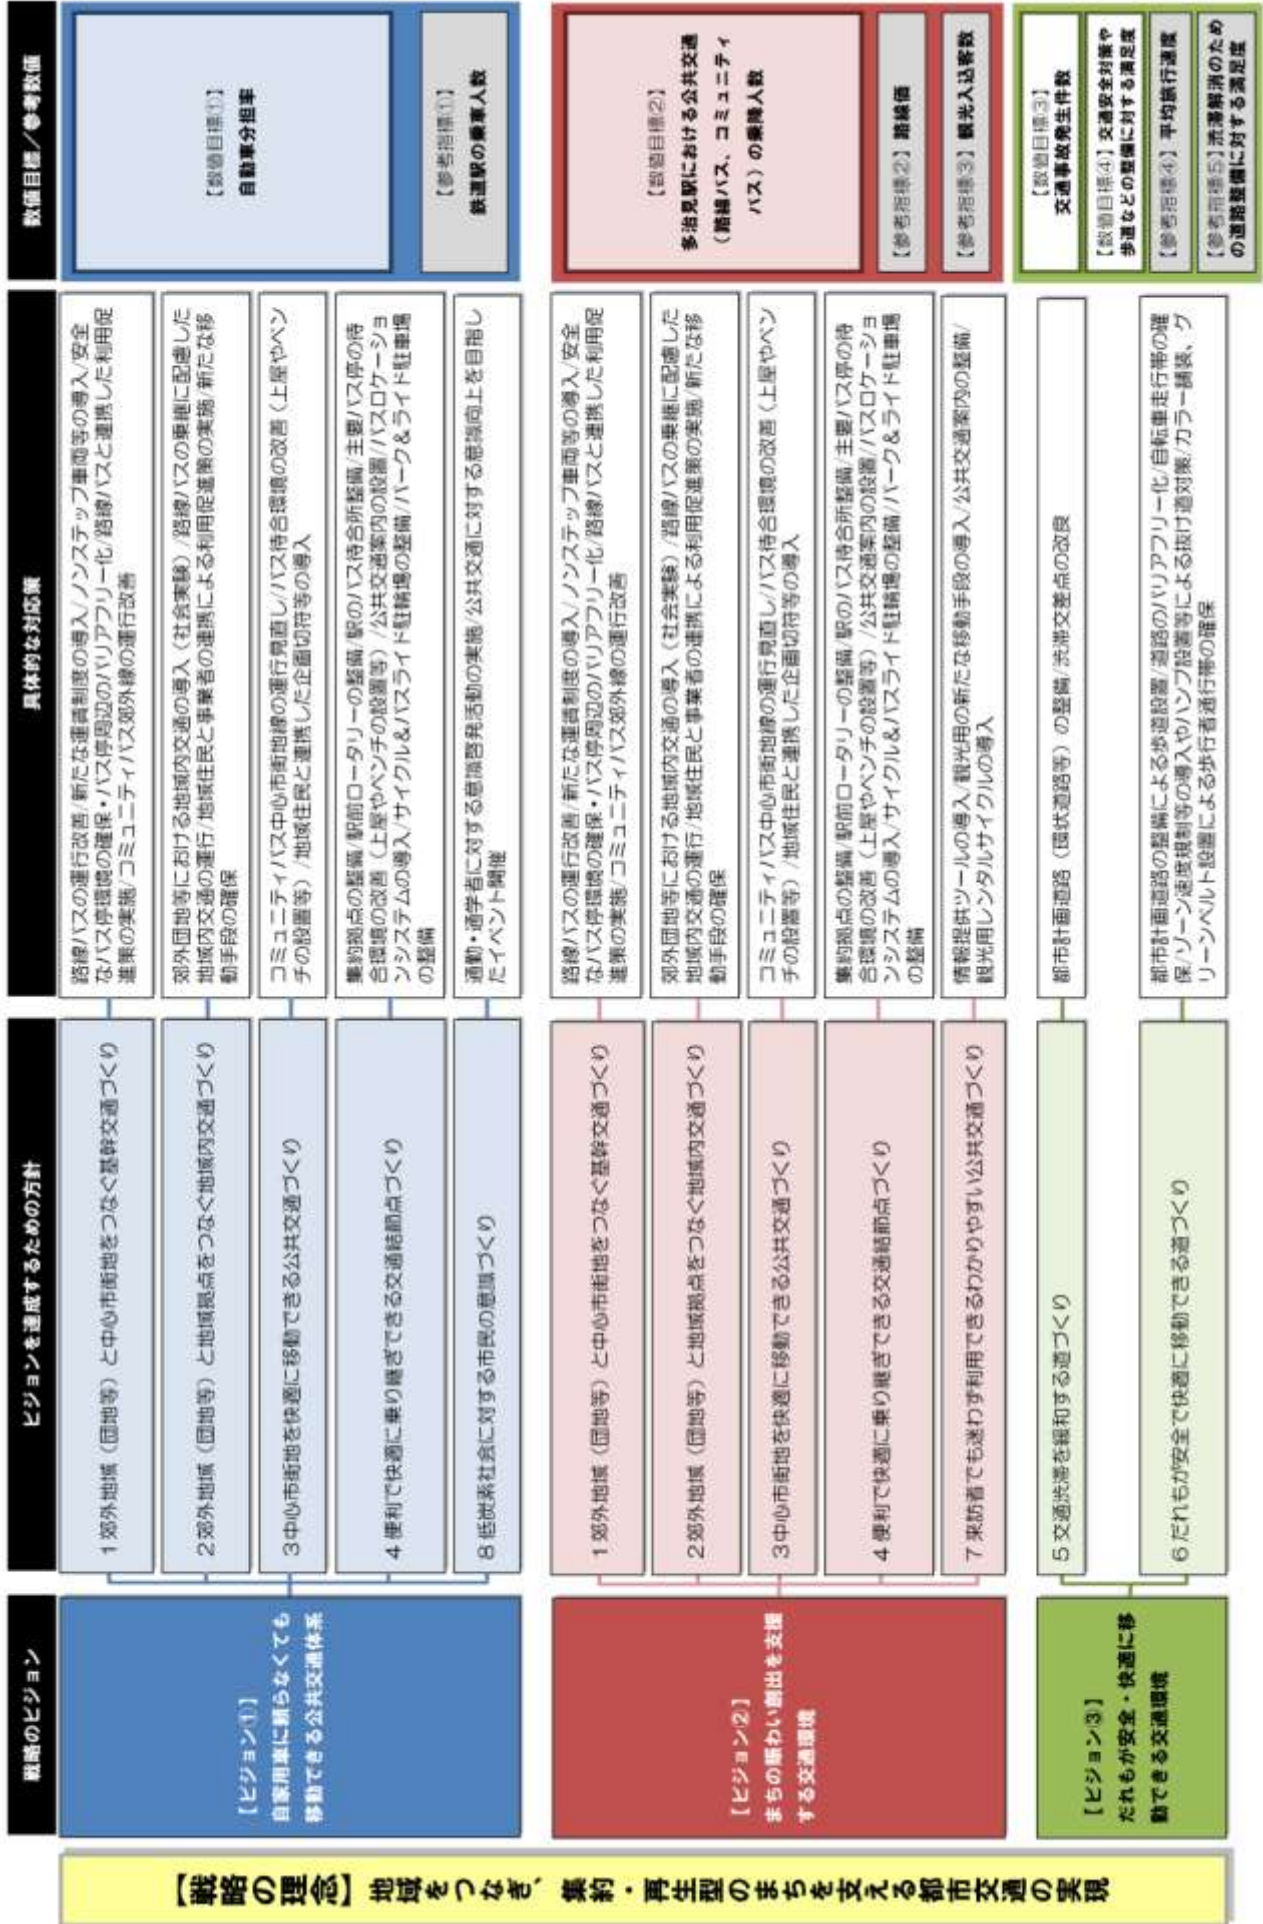 【戦略の理念】地域をつなぎ、集約・再生型のまちを支える都市交通の実現
戦略のビジョン
ビジョンを達成するための方針
具体的な対応策
数値目標／参考数値
【ビジョン①】
自家用車に頼らなくても
移動できる公共交通体系
1 郊外地域（団地等）と中心市街地をつなぐ基幹交通づくり
路線バスの運行改善/新たな運賃制度の導入/ノンステップ車両等の導入/安全
なバス停環境の確保・バス停周辺のバリアフリー化/路線バスと連携した利用促
進策の実施/コミュニティバス郊外線の運行改善
2 郊外地域（団地等）と地域拠点をつなぐ地域内交通づくり
郊外団地等における地域内交通の導入（社会実験）/路線バスの乗継に配慮した
地域内交通の運行/地域住民と事業者の連携による利用促進策の実施/新たな移
動手段の確保
3 中心市街地を快適に移動できる公共交通づくり
コミュニティバス中心市街地線の運行見直し/バス待合環境の改善（上屋やベン
チの設置等）/地域住民と連携した企画切符等の導入
4 便利で快適に乗り継ぎできる交通結節点づくり
集約拠点の整備/駅前ロータリーの整備/駅のバス待合所整備/主要バス停の待
合環境の改善（上屋やベンチの設置等）/公共交通案内の設置/バスロケーショ
ンシステムの導入/サイクル＆バスライド駐輪場の整備/パーク＆ライド駐車場
の整備
8 低炭素社会に対する市民の意識づくり
通勤・通学者に対する意識啓発活動の実施/公共交通に対する意識向上を目指し
たイベント開催
【数値目標①】
自動車分担率
【参考指標①】
鉄道駅の乗車人数
【ビジョン②】
まちの賑わい創出を支援
する交通環境
1 郊外地域（団地等）と中心市街地をつなぐ基幹交通づくり
路線バスの運行改善/新たな運賃制度の導入/ノンステップ車両等の導入/安全
なバス停環境の確保・バス停周辺のバリアフリー化/路線バスと連携した利用促
進策の実施/コミュニティバス郊外線の運行改善
2 郊外地域（団地等）と地域拠点をつなぐ地域内交通づくり
郊外団地等における地域内交通の導入（社会実験）/路線バスの乗継に配慮した
地域内交通の運行/地域住民と事業者の連携による利用促進策の実施/新たな移
動手段の確保
3 中心市街地を快適に移動できる公共交通づくり
コミュニティバス中心市街地線の運行見直し/バス待合環境の改善（上屋やベン
チの設置等）/地域住民と連携した企画切符等の導入
4 便利で快適に乗り継ぎできる交通結節点づくり
集約拠点の整備/駅前ロータリーの整備/駅のバス待合所整備/主要バス停の待
合環境の改善（上屋やベンチの設置等）/公共交通案内の設置/バスロケーショ
ンシステムの導入/サイクル＆バスライド駐輪場の整備/パーク＆ライド駐車場
の整備
7 来訪者でも迷わず利用できるわかりやすい公共交通づくり
情報提供ツールの導入/観光用の新たな移動手段の導入/公共交通案内の整備/
観光用レンタルサイクルの導入
【数値目標②】
多治見駅における公共交通
（路線バス、コミュニティ
バス）の乗降人数
【参考指標②】路線価
【参考指標③】観光入込客数
【ビジョン③】
だれもが安全・快適に移
動できる交通環境
5 交通渋滞を緩和する道づくり
都市計画道路（環状道路等）の整備/渋滞交差点の改良
6 だれもが安全で快適に移動できる道づくり
都市計画道路の整備による歩道設置/道路のバリアフリー化/自転車走行帯の確
保/ゾーン速度規制等の導入やハンプ設置等による抜け道対策/カラー舗装、グ
リーンベルト設置による歩行者通行帯の確保
【数値目標③】
交通事故発生件数
【数値目標④】交通安全対策や
歩道などの整備に対する満足度
【参考指標④】平均旅行速度
【参考指標⑤】渋滞解消のため
の道路整備に対する満足度